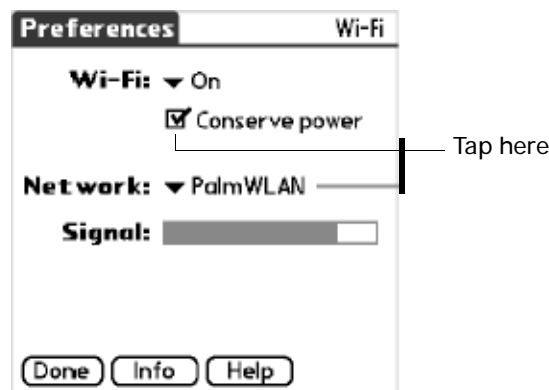 Preferences Wi-Fi
Wi-Fi: On
Conserve power
Tap here
Network: PalmWLAN
Signal:
Done Info Help